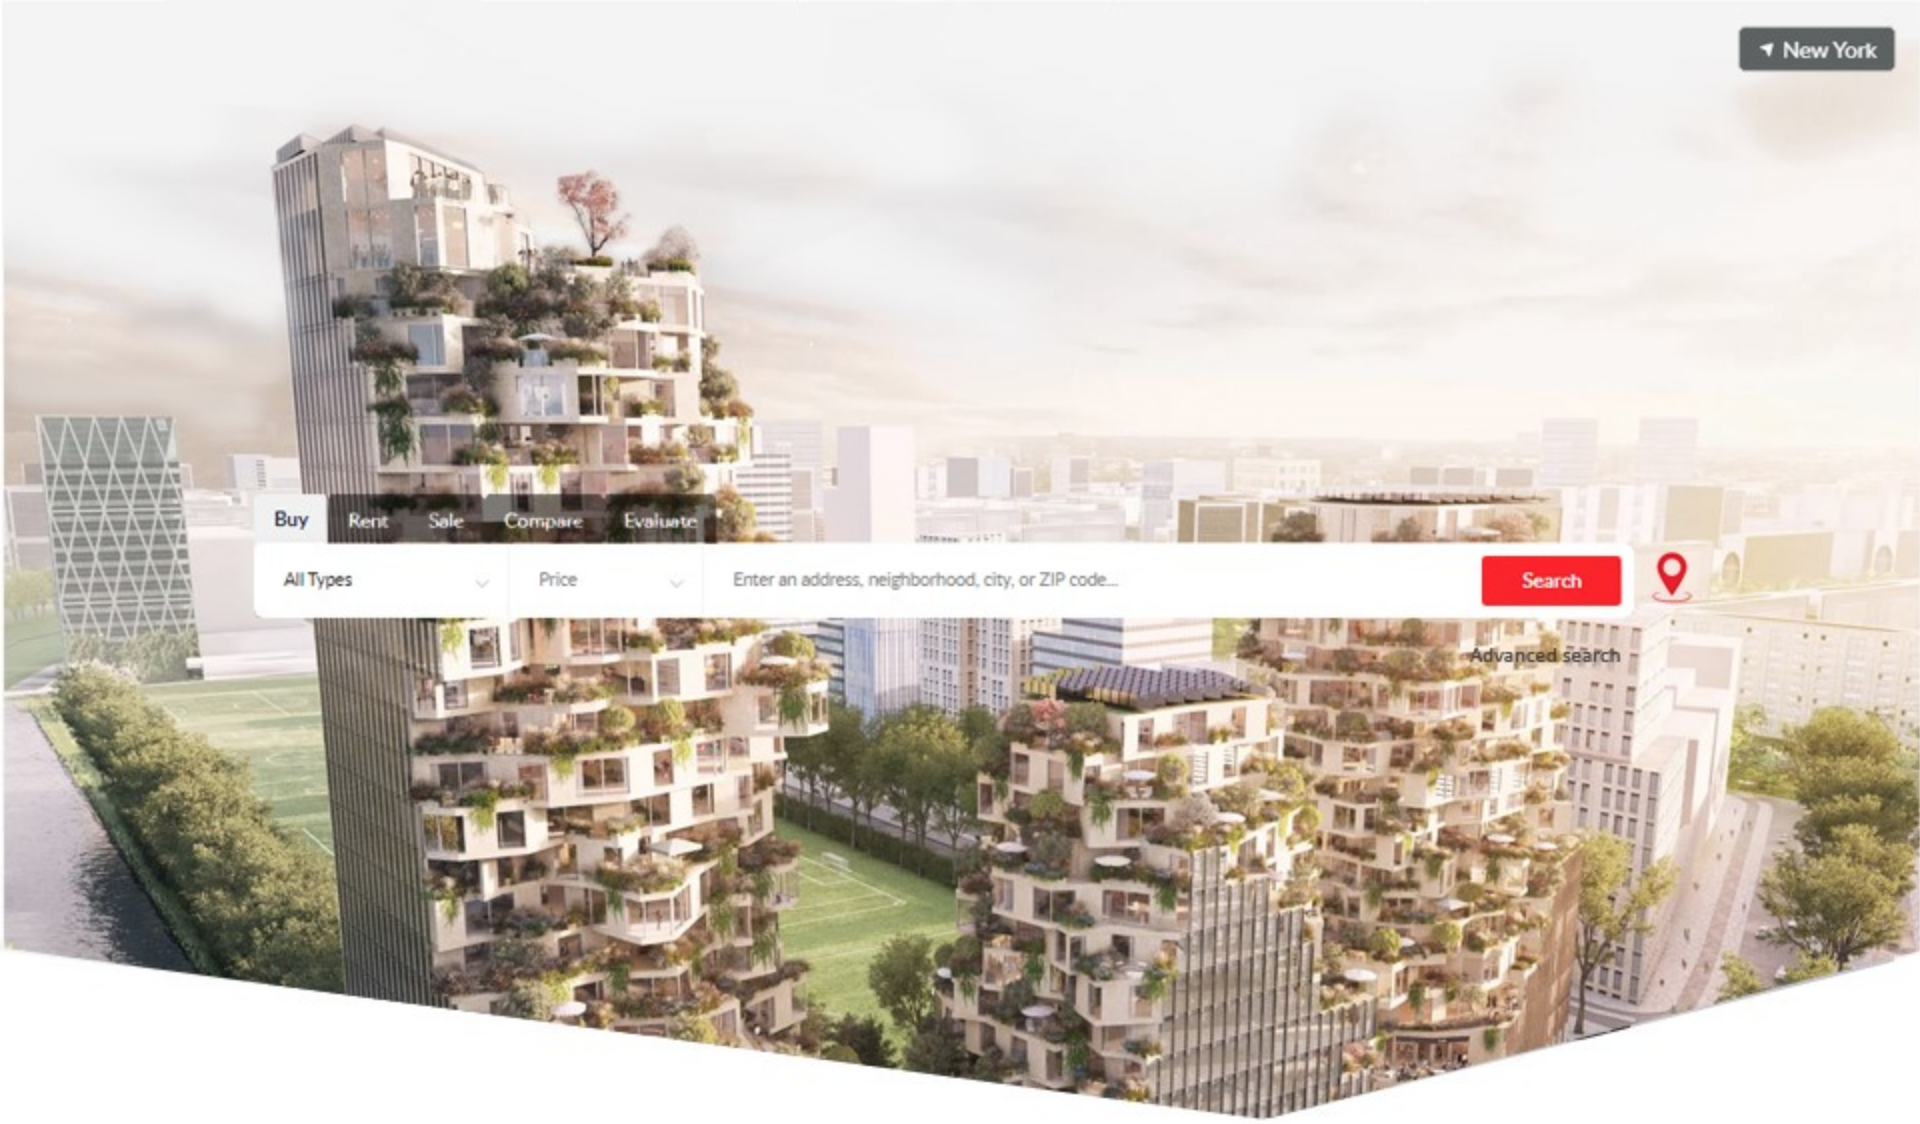 New York
Buy Rent Sale Compare Evaluate
All Types Price Enter an address, neighborhood, city, or ZIP code... Search
Advanced search